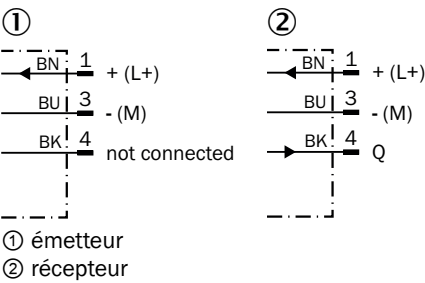 ① ②
BN 1 + (L+) BN 1 + (L+)
BU 3 - (M) BU 3 - (M)
BK 4 not connected BK 4 Q
① émetteur
② récepteur